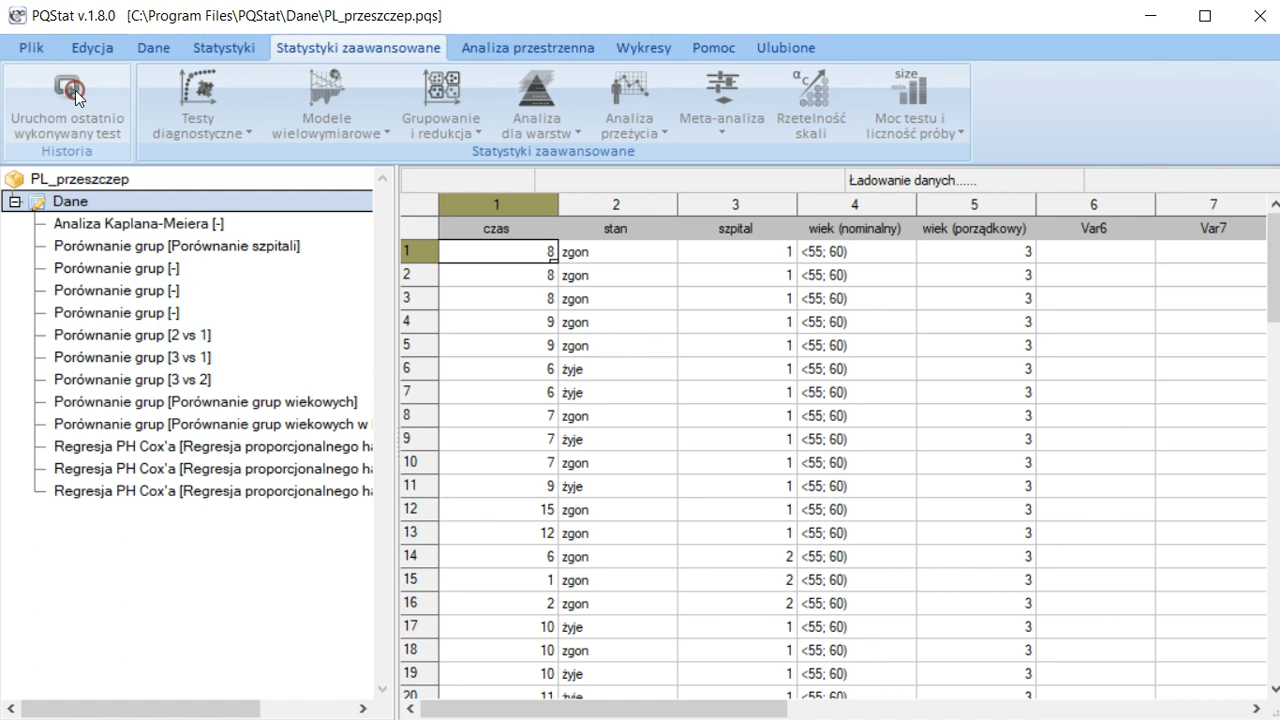 PQStat v.1.8.0 [C:\Program Files\PQStat\Dane\PL_przeszczep.pqs]
Plik Edycja Dane Statystyki Statystyki zaawansowane Analiza przestrzenna Wykresy Pomoc Ulubione
Uruchom ostatnio wykonywany test
Testy diagnostyczne
Modele wielowymiarowe
Grupowanie i redukcja
Analiza dla warstw
Analiza przeżycia
Meta-analiza
Rzetelność skali
size
min
Moc testu i liczność próby
Historia
Statystyki zaawansowane
PL_przeszczep
Dane
Analiza Kaplana-Meiera [-]
Porównanie grup [Porównanie szpitali]
Porównanie grup [-]
Porównanie grup [-]
Porównanie grup [-]
Porównanie grup [2 vs 1]
Porównanie grup [3 vs 1]
Porównanie grup [3 vs 2]
Porównanie grup [Porównanie grup wiekowych]
Porównanie grup [Porównanie grup wiekowych w
Regresja PH Cox'a [Regresja proporcjonalnego ha
Regresja PH Cox'a [Regresja proporcjonalnego ha
Regresja PH Cox'a [Regresja proporcjonalnego ha
Ładowanie danych......
1 2 3 4 5 6 7
czas stan szpital wiek (nominalny) wiek (porządkowy) Var6 Var7
1 8 zgon 1 <55; 60) 3
2 8 zgon 1 <55; 60) 3
3 8 zgon 1 <55; 60) 3
4 9 zgon 1 <55; 60) 3
5 9 zgon 1 <55; 60) 3
6 6 żyje 1 <55; 60) 3
7 6 żyje 1 <55; 60) 3
8 7 zgon 1 <55; 60) 3
9 7 żyje 1 <55; 60) 3
10 7 zgon 1 <55; 60) 3
11 9 żyje 1 <55; 60) 3
12 15 zgon 1 <55; 60) 3
13 12 zgon 1 <55; 60) 3
14 6 zgon 2 <55; 60) 3
15 1 zgon 2 <55; 60) 3
16 2 zgon 2 <55; 60) 3
17 10 żyje 1 <55; 60) 3
18 10 zgon 1 <55; 60) 3
19 10 żyje 1 <55; 60) 3
20 11 żyje 1 <55; 60) 3